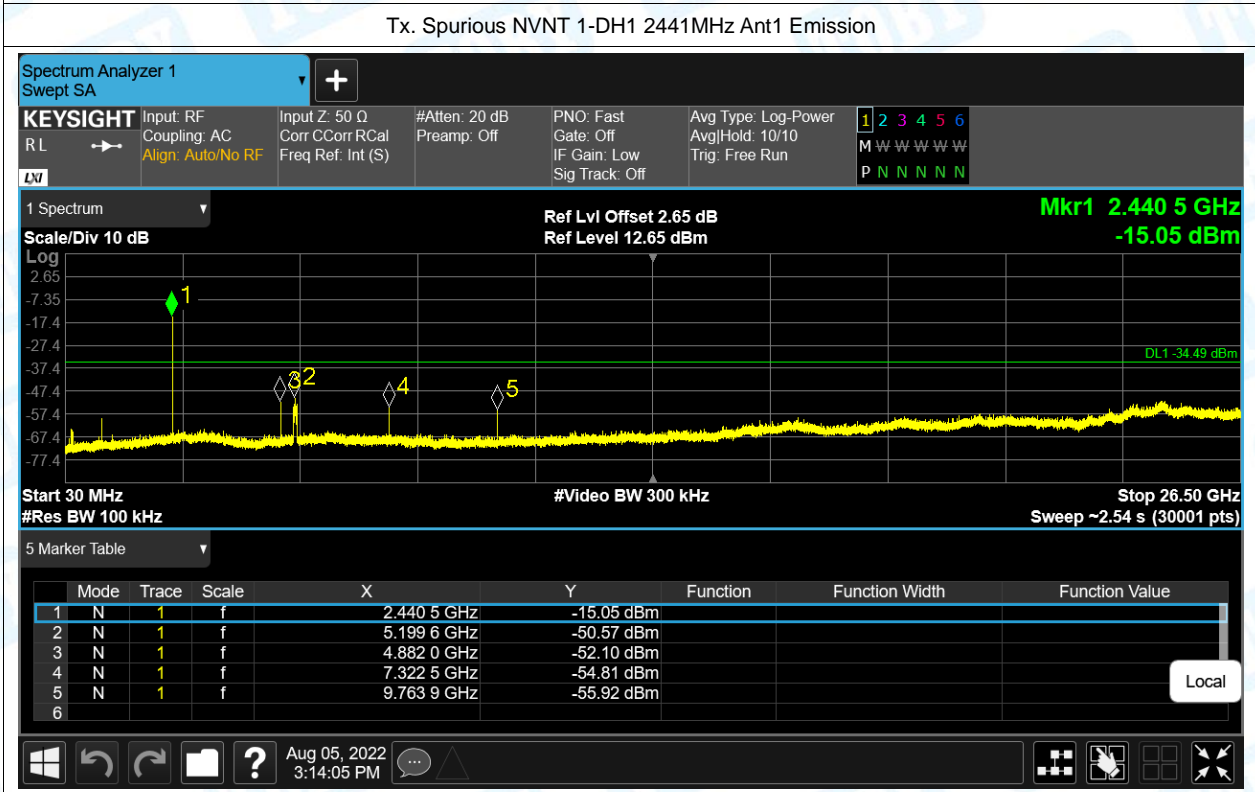 Tx. Spurious NVNT 1-DH1 2441MHz Ant1 Emission
Spectrum Analyzer 1
Swept SA
KEYSIGHT
RL
LXI
Input: RF
Coupling: AC
Align: Auto/No RF
Input Z: 50 Ω
Corr CCorr RCal
Freq Ref: Int (S)
#Atten: 20 dB
Preamp: Off
PNO: Fast
Gate: Off
IF Gain: Low
Sig Track: Off
Avg Type: Log-Power
Avg|Hold: 10/10
Trig: Free Run
1 2 3 4 5 6
M W W W W W
P N N N N N
1 Spectrum
Scale/Div 10 dB
Ref Lvl Offset 2.65 dB
Ref Level 12.65 dBm
Mkr1 2.440 5 GHz
-15.05 dBm
Log
2.65
-7.35
-17.4
-27.4
-37.4
-47.4
-57.4
-67.4
-77.4
1
3
2
4
5
DL1 -34.49 dBm
Start 30 MHz
#Res BW 100 kHz
#Video BW 300 kHz
Stop 26.50 GHz
Sweep ~2.54 s (30001 pts)
5 Marker Table
Mode Trace Scale X Y Function Function Width Function Value
1 N 1 f 2.440 5 GHz -15.05 dBm
2 N 1 f 5.199 6 GHz -50.57 dBm
3 N 1 f 4.882 0 GHz -52.10 dBm
4 N 1 f 7.322 5 GHz -54.81 dBm
5 N 1 f 9.763 9 GHz -55.92 dBm
6
Local
?
Aug 05, 2022
3:14:05 PM